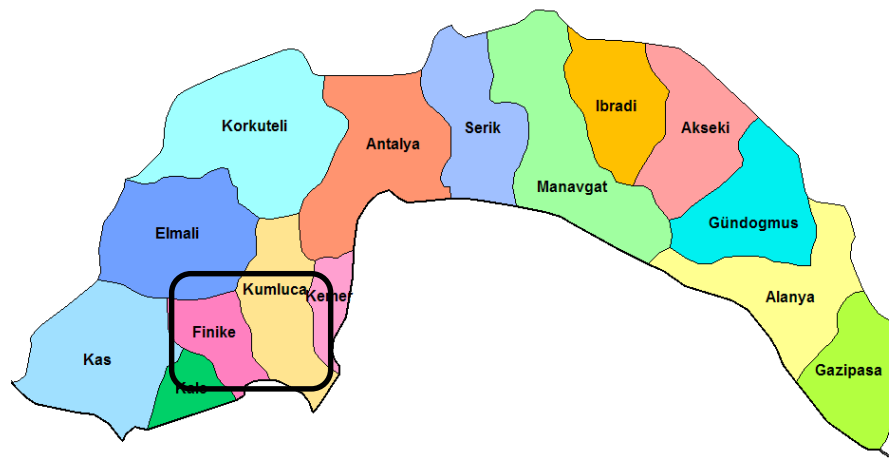 Korkuteli
Antalya
Serik
Ibradi
Akseki
Manavgat
Gündogmus
Elmali
Kumluca
Kemer
Alanya
Finike
Kas
Kale
Gazipasa